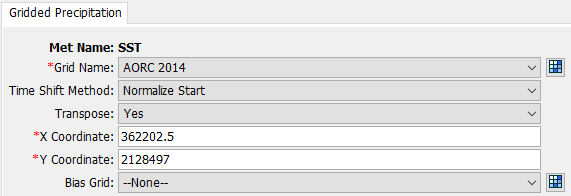 Gridded Precipitation
Met Name: SST
*Grid Name: AORC 2014
Time Shift Method: Normalize Start
Transpose: Yes
*X Coordinate: 362202.5
*Y Coordinate: 2128497
Bias Grid: --None--